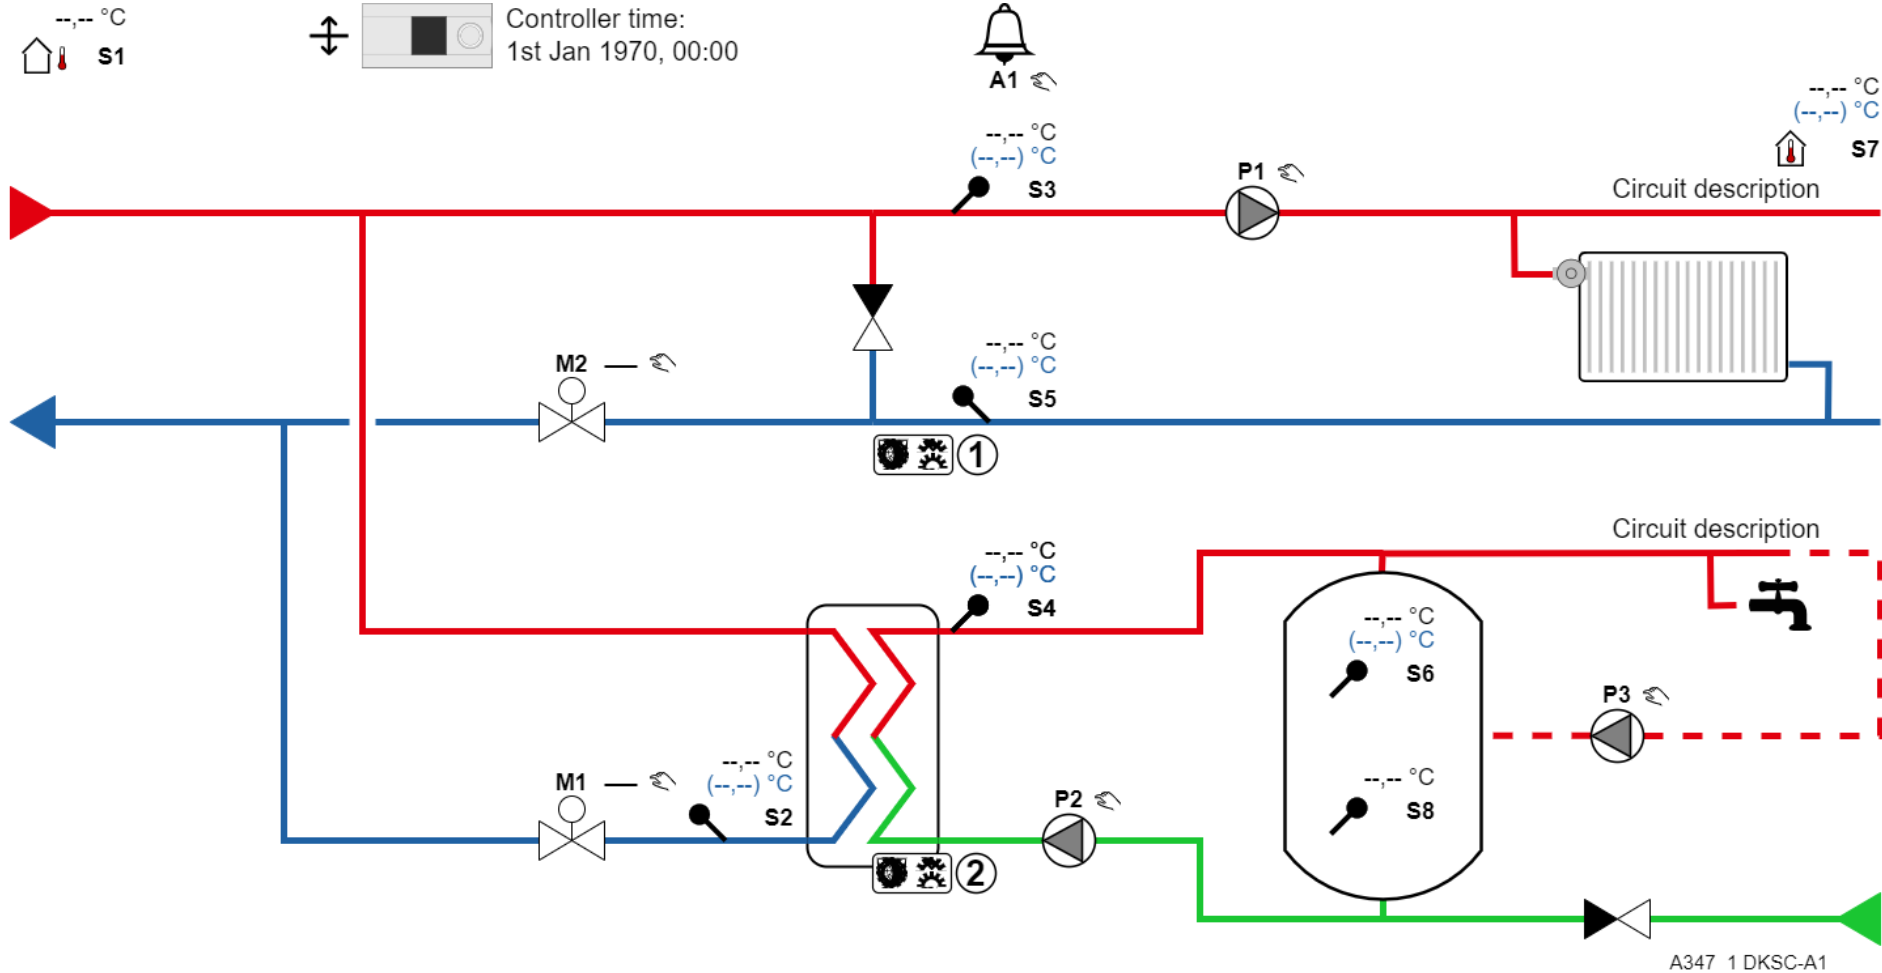 --,-- °C
S1
Controller time:
1st Jan 1970, 00:00
A1
--,-- °C
(--,--) °C
S7
--,-- °C
(--,--) °C
S3
P1
Circuit description
M2
--,-- °C
(--,--) °C
S5
1
Circuit description
--,-- °C
(--,--) °C
S4
--,-- °C
(--,--) °C
S6
P3
M1
--,-- °C
(--,--) °C
S2
P2
--,-- °C
S8
2
A347 1 DKSC-A1